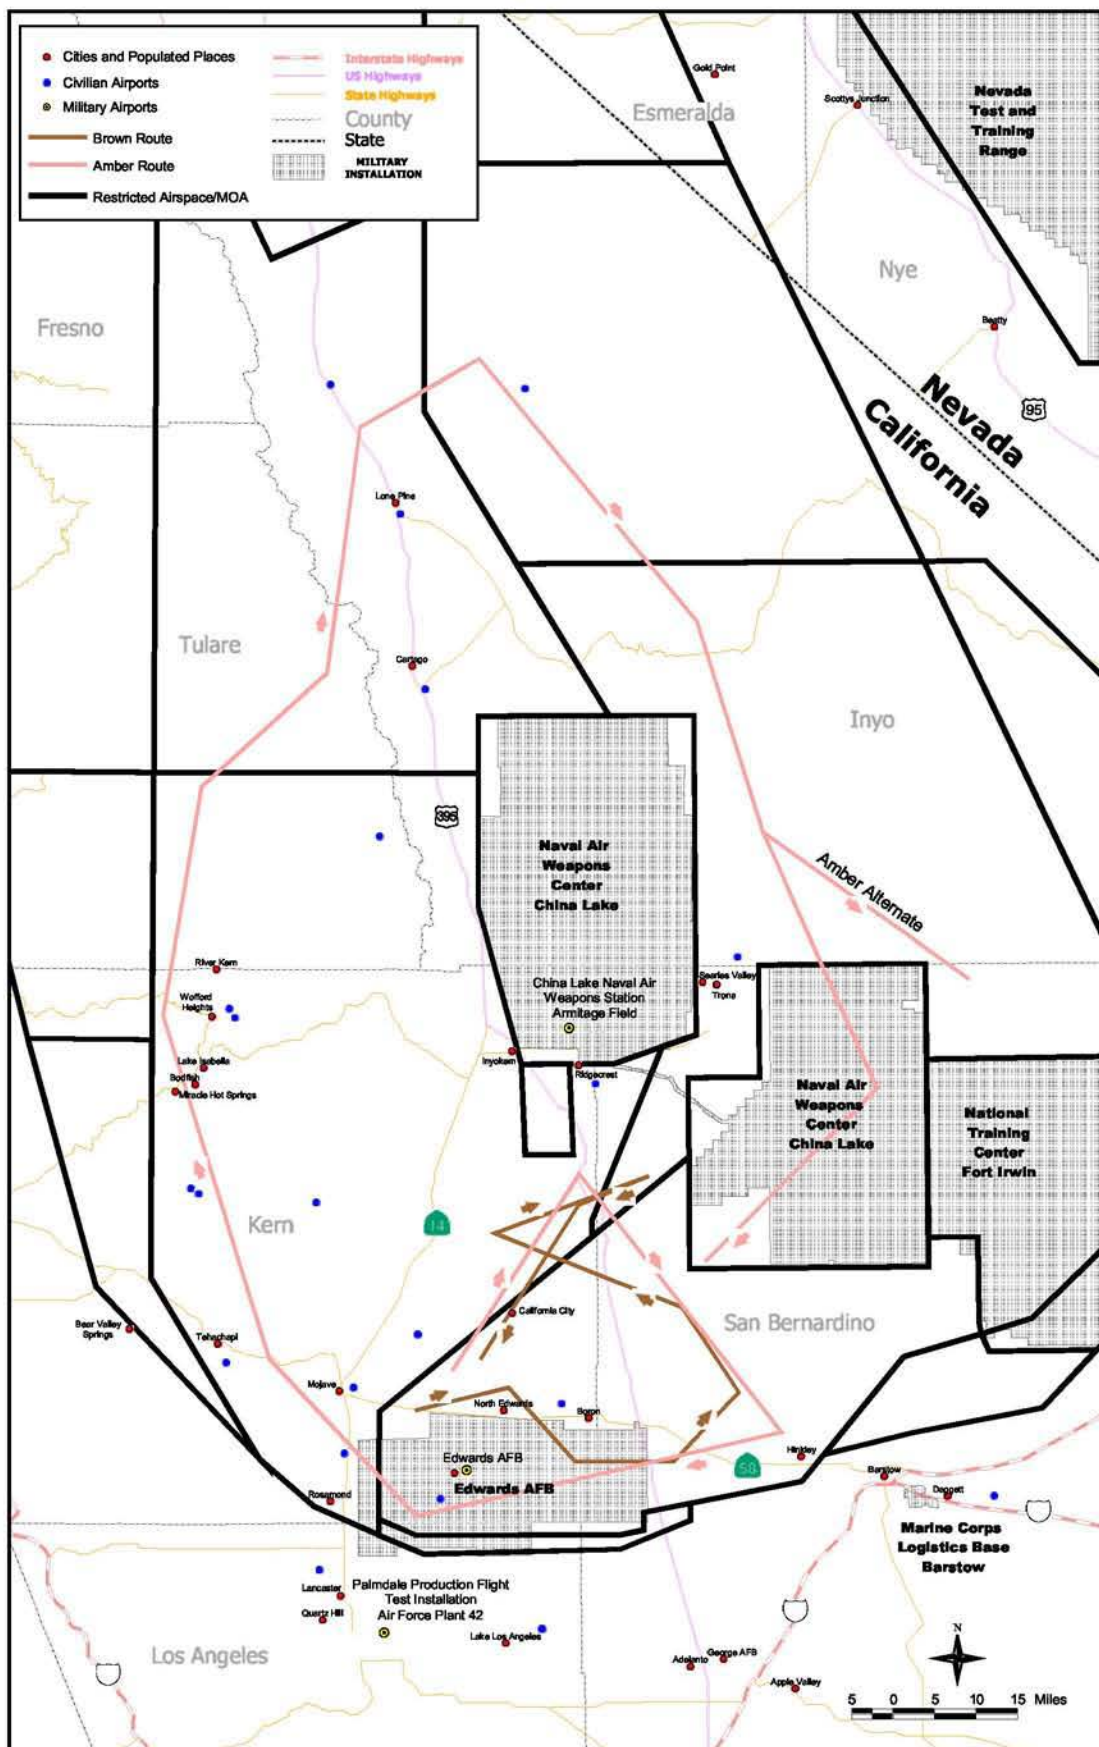 Cities and Populated Places
Civilian Airports
Military Airports
Brown Route
Amber Route
Restricted Airspace/MOA
Interstate Highways
US Highways
State Highways
County
State
MILITARY
INSTALLATION
Gold Point
Esmeralda
Scottys Junction
Nevada
Test and
Training
Range
Nye
Fresno
Beatty
Nevada
California
95
Lone Pine
Tulare
Cartago
Inyo
395
Naval Air
Weapons
Center
China Lake
Amber Alternate
River Kern
Wofford
Heights
China Lake Naval Air
Weapons Station
Armitage Field
Searles Valley
Trona
Inyokern
Ridgecrest
Lake Isabella
Bodfish
Miracle Hot Springs
Naval Air
Weapons
Center
China Lake
National
Training
Center
Fort Irwin
Kern
14
California City
San Bernardino
Bear Valley
Springs
Tehachapi
Mojave
North Edwards
Boron
Edwards AFB
Edwards AFB
58
Hinkley
Barstow
Daggett
Rosamond
Marine Corps
Logistics Base
Barstow
Lancaster
Quartz Hill
Palmdale Production Flight
Test Installation
Air Force Plant 42
Lake Los Angeles
Los Angeles
Adelanto
George AFB
Apple Valley
N
5 0 5 10 15 Miles